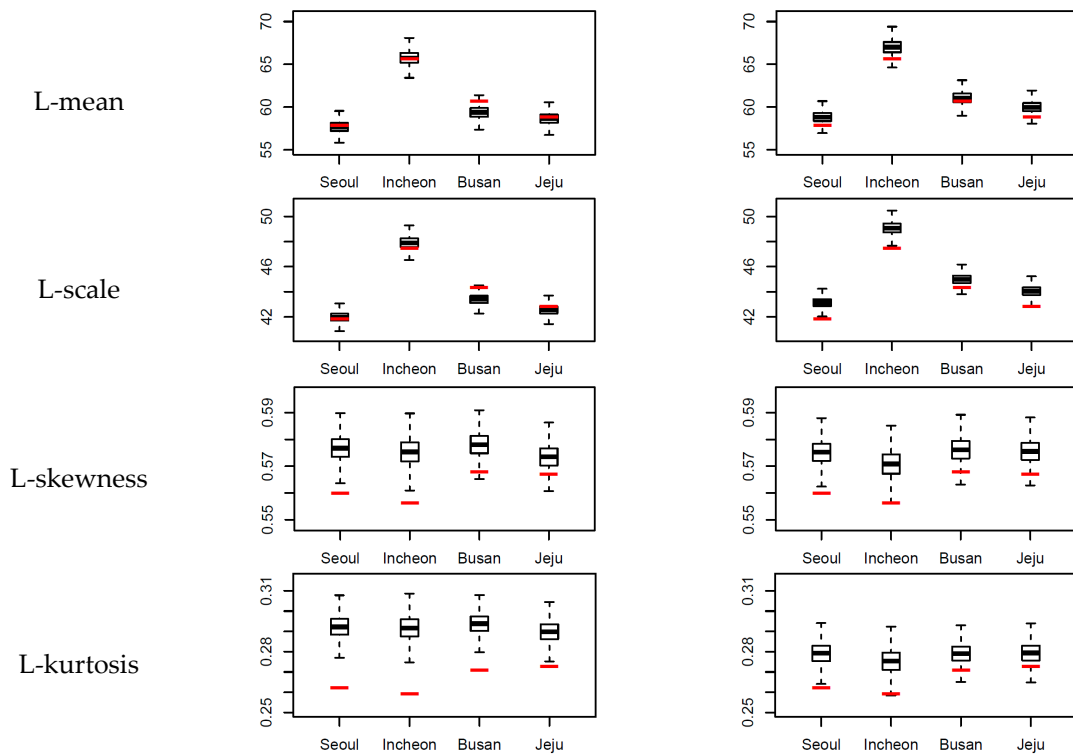 L-mean
70
65
60
55
Seoul Incheon Busan Jeju
70
65
60
55
Seoul Incheon Busan Jeju
L-scale
50
46
42
Seoul Incheon Busan Jeju
50
46
42
Seoul Incheon Busan Jeju
L-skewness
0.59
0.57
0.55
Seoul Incheon Busan Jeju
0.59
0.57
0.55
Seoul Incheon Busan Jeju
L-kurtosis
0.31
0.28
0.25
Seoul Incheon Busan Jeju
0.31
0.28
0.25
Seoul Incheon Busan Jeju